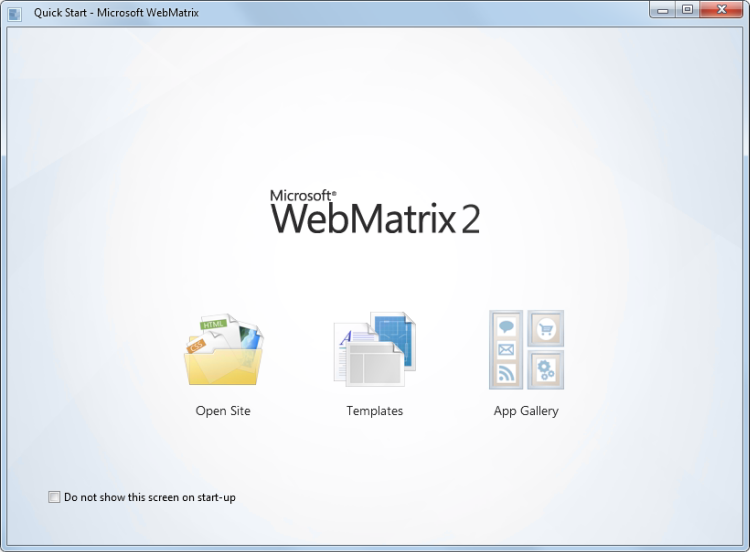 Quick Start - Microsoft WebMatrix
Microsoft®
WebMatrix 2
HTML
CSS
A
Open Site
Templates
App Gallery
Do not show this screen on start-up